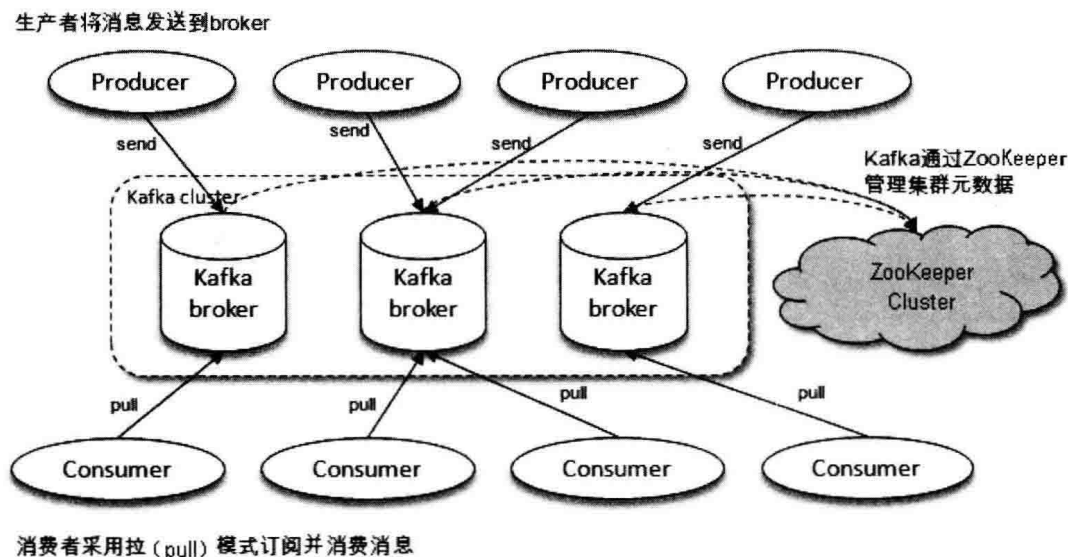 生产者将消息发送到broker
Producer
Producer
Producer
Producer
send
send
send
send
Kafka通过ZooKeeper
管理集群元数据
Kafka cluster
Kafka
broker
Kafka
broker
Kafka
broker
ZooKeeper
Cluster
pull
pull
pull
pull
Consumer
Consumer
Consumer
Consumer
消费者采用拉（pull）模式订阅并消费消息